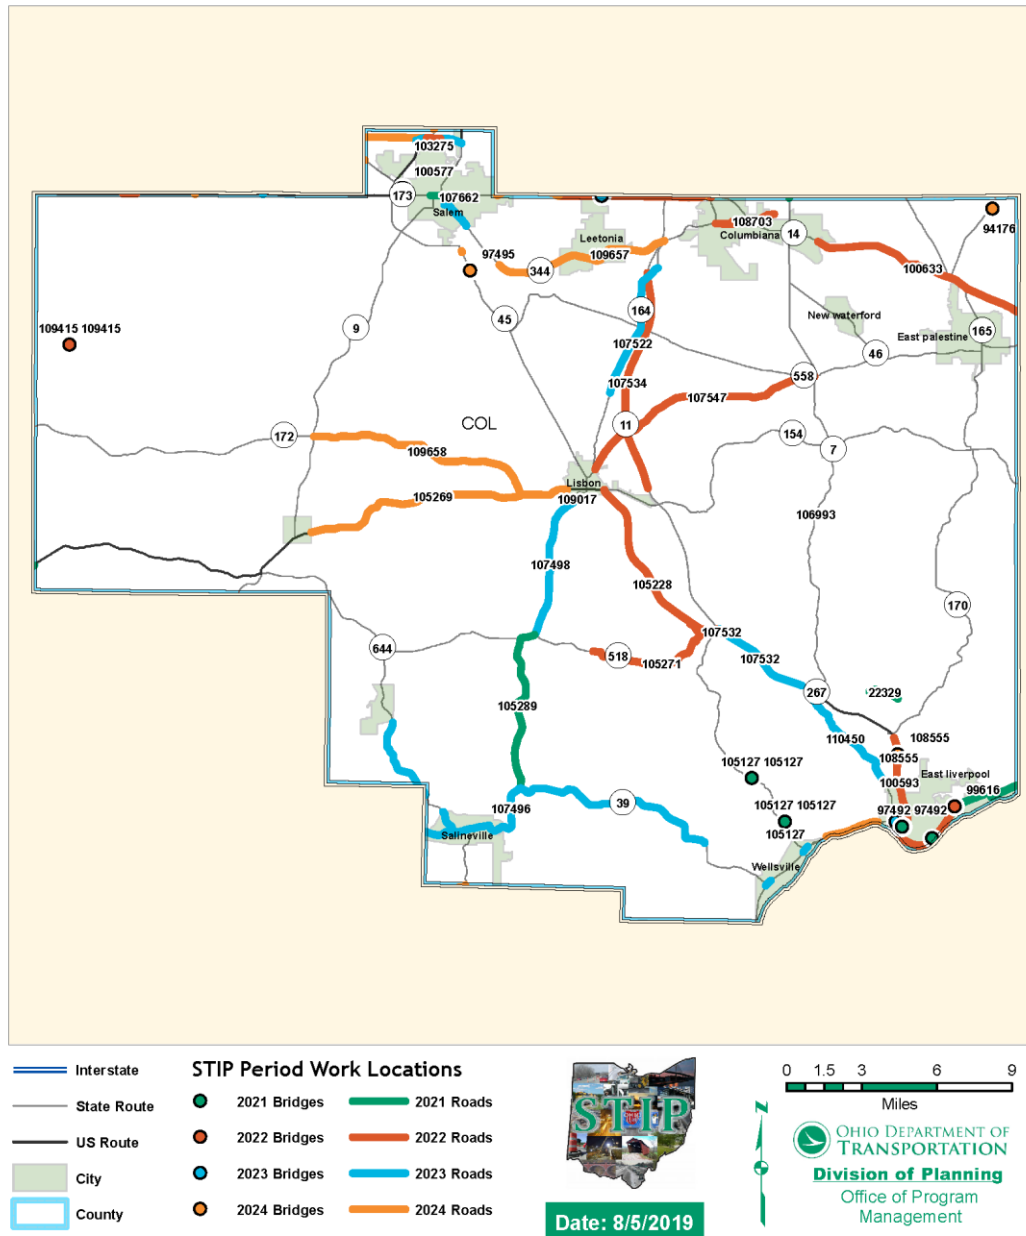 103275
100577
173
107662
Salem
94176
108703
Columbiana
14
Leetonia
97495
109657
344
100633
164
45
9
New waterford
165
East palestine
109415 109415
107522
46
558
107534
107547
COL
11
172
154
7
109658
Lisbon
105269
109017
106993
107498
105228
170
107532
644
518
105271
107532
267
22329
105289
110450
108555
108555
East liverpool
105127 105127
100593
99616
107496
39
105127 105127
97492 97492
105127
Salineville
Wellsville
Interstate
State Route
US Route
City
County
STIP Period Work Locations
2021 Bridges
2021 Roads
2022 Bridges
2022 Roads
2023 Bridges
2023 Roads
2024 Bridges
2024 Roads
STIP
Date: 8/5/2019
0 1.5 3 6 9
Miles
N
OHIO DEPARTMENT OF
TRANSPORTATION
Division of Planning
Office of Program
Management